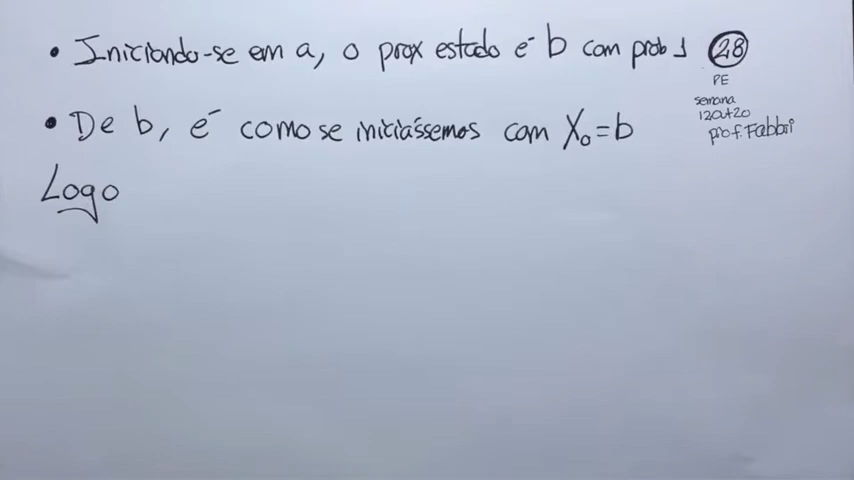 • Iniciando-se em a, o prox estado é b com prob 1
28
PE
semana
12out20
prof. Fabbri
• De b, é como se iniciássemos com X₀=b
Logo